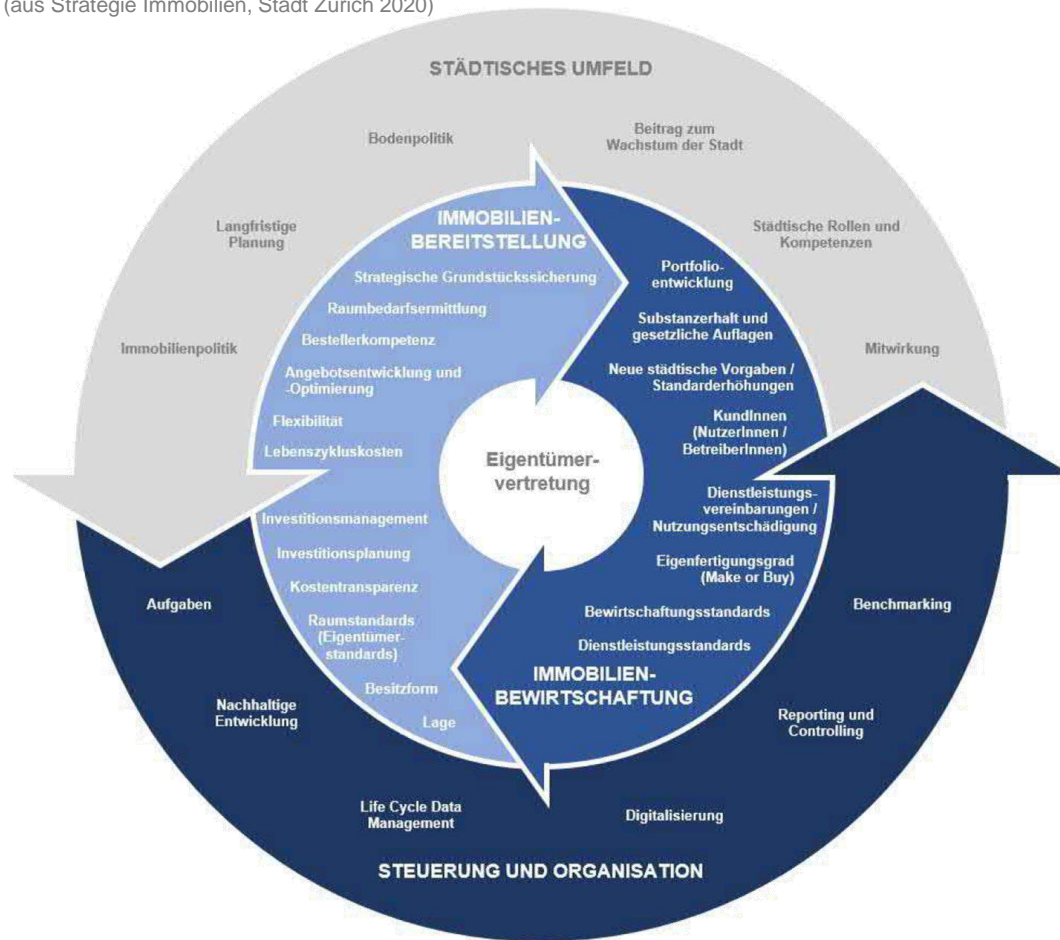 (aus Strategie Immobilien, Stadt Zürich 2020)
STÄDTISCHES UMFELD
Bodenpolitik
Beitrag zum
Wachstum der Stadt
Langfristige
Planung
Städtische Rollen und
Kompetenzen
Immobilienpolitik
Mitwirkung
IMMOBILIEN-
BEREITSTELLUNG
Strategische Grundstückssicherung
Raumbedarfsermittlung
Bestellerkompetenz
Angebotsentwicklung und
-Optimierung
Flexibilität
Lebenszykluskosten
Investitionsmanagement
Investitionsplanung
Kostentransparenz
Raumstandards
(Eigentümer-
standards)
Besitzform
Lage
Eigentümer-
vertretung
Portfolio-
entwicklung
Substanzerhalt und
gesetzliche Auflagen
Neue städtische Vorgaben /
Standarderhöhungen
KundInnen
(NutzerInnen /
BetreiberInnen)
Dienstleistungs-
vereinbarungen /
Nutzungsentschädigung
Eigenfertigungsgrad
(Make or Buy)
Bewirtschaftungsstandards
Dienstleistungsstandards
IMMOBILIEN-
BEWIRTSCHAFTUNG
Aufgaben
Benchmarking
Nachhaltige
Entwicklung
Reporting und
Controlling
Life Cycle Data
Management
Digitalisierung
STEUERUNG UND ORGANISATION